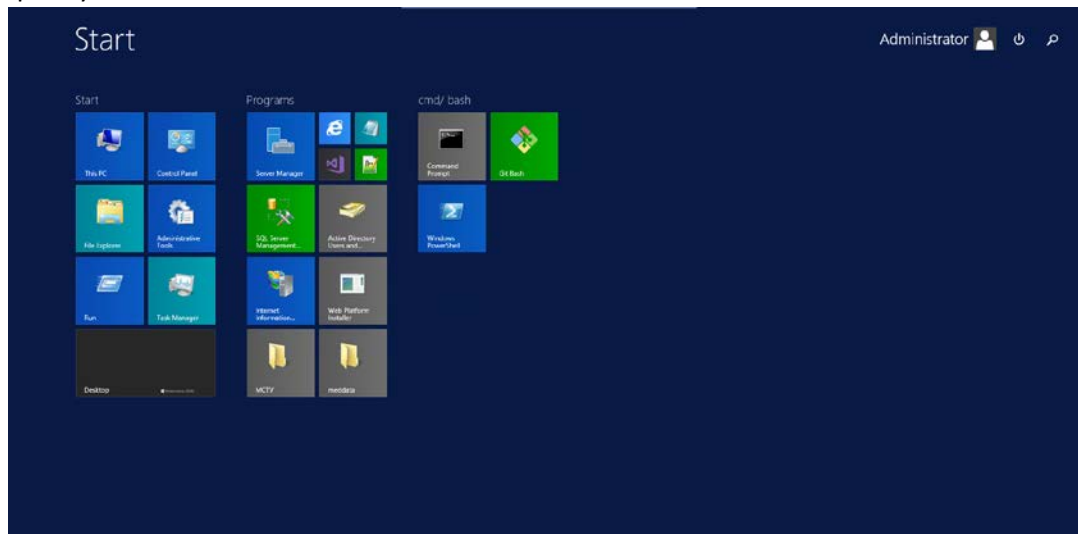 Start
Administrator
Start
Programs
cmd/ bash
This PC
Control Panel
Server Manager
Command
Prompt
Git Bash
File Explorer
Administrative
Tools
SQL Server
Management...
Active Directory
Users and...
Windows
PowerShell
Run
Task Manager
Internet
Information...
Web Platform
Installer
Desktop
MCTV
meddata